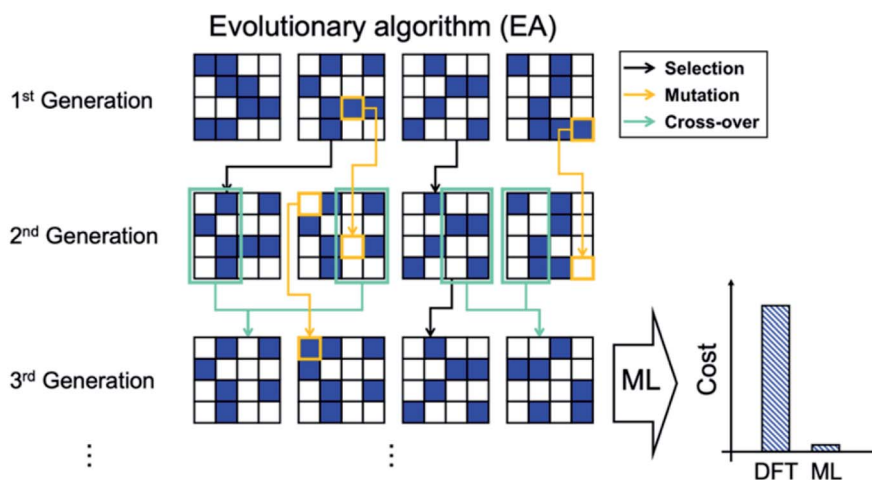 Evolutionary algorithm (EA)
1st Generation
Selection
Mutation
Cross-over
2nd Generation
3rd Generation
ML
Cost
DFT ML
⋮ ⋮